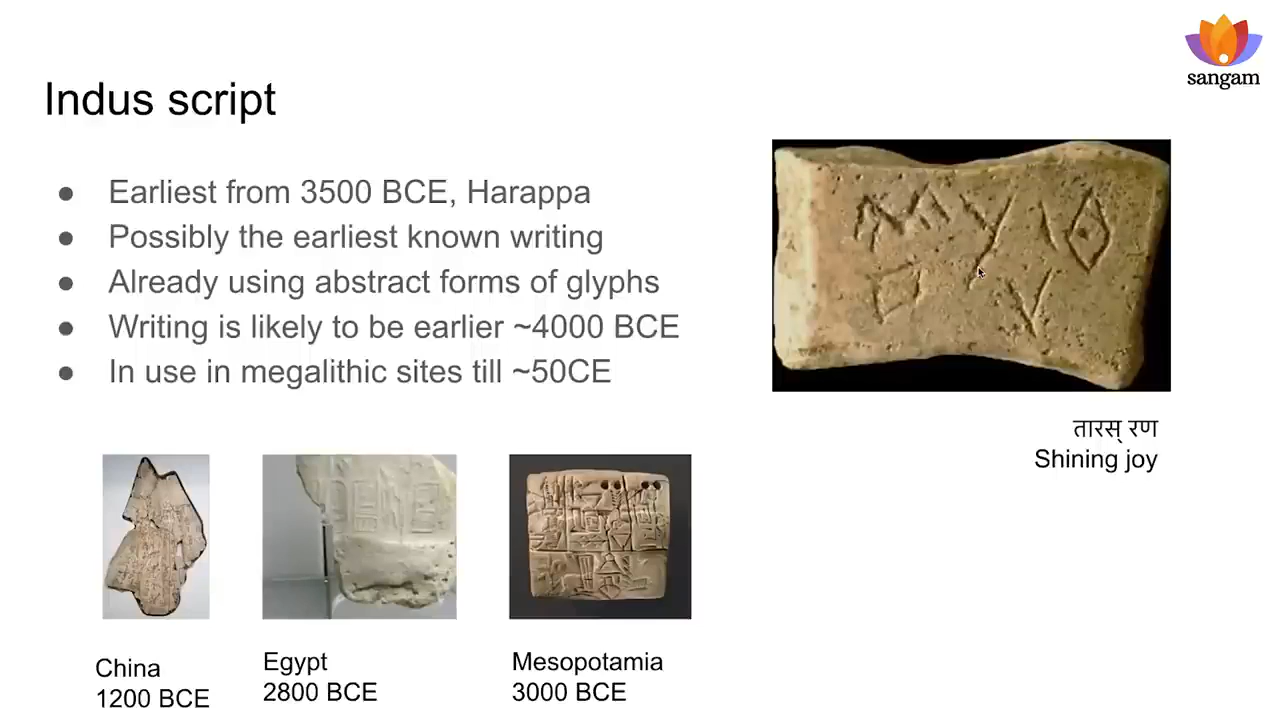 sangam
Indus script
● Earliest from 3500 BCE, Harappa
● Possibly the earliest known writing
● Already using abstract forms of glyphs
● Writing is likely to be earlier ~4000 BCE
● In use in megalithic sites till ~50CE
तारस् रण
Shining joy
China
1200 BCE
Egypt
2800 BCE
Mesopotamia
3000 BCE